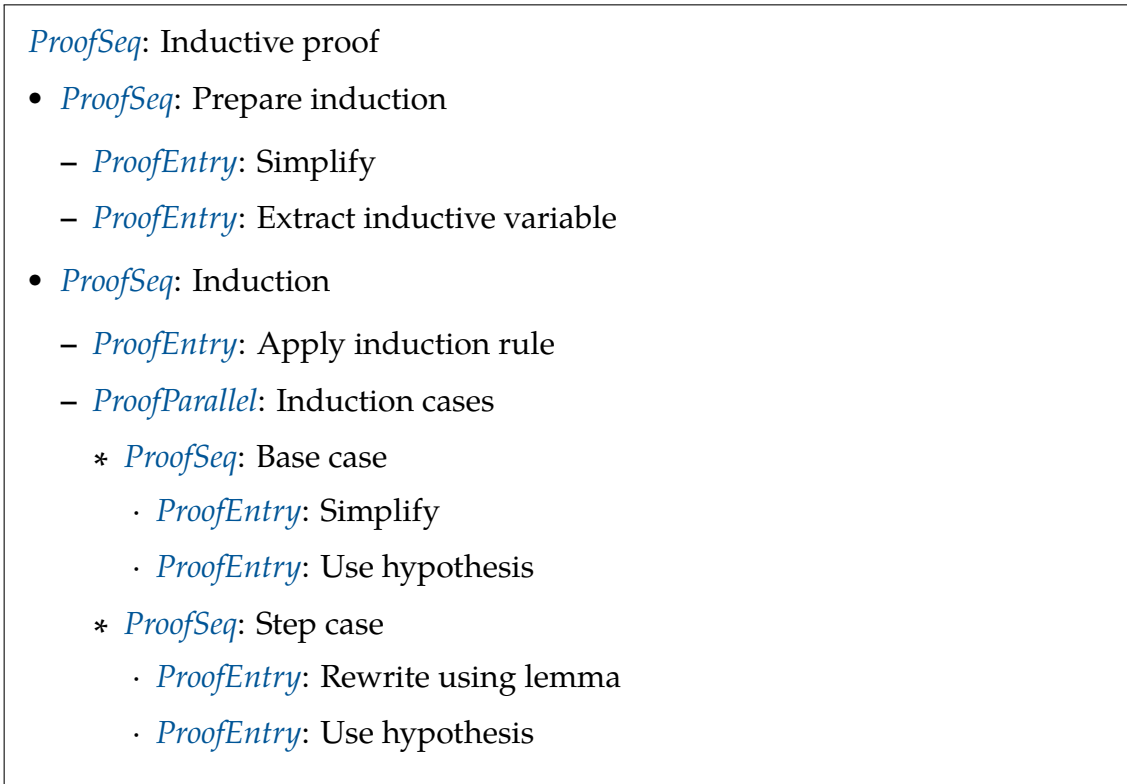 ProofSeq: Inductive proof
• ProofSeq: Prepare induction
– ProofEntry: Simplify
– ProofEntry: Extract inductive variable
• ProofSeq: Induction
– ProofEntry: Apply induction rule
– ProofParallel: Induction cases
* ProofSeq: Base case
· ProofEntry: Simplify
· ProofEntry: Use hypothesis
* ProofSeq: Step case
· ProofEntry: Rewrite using lemma
· ProofEntry: Use hypothesis